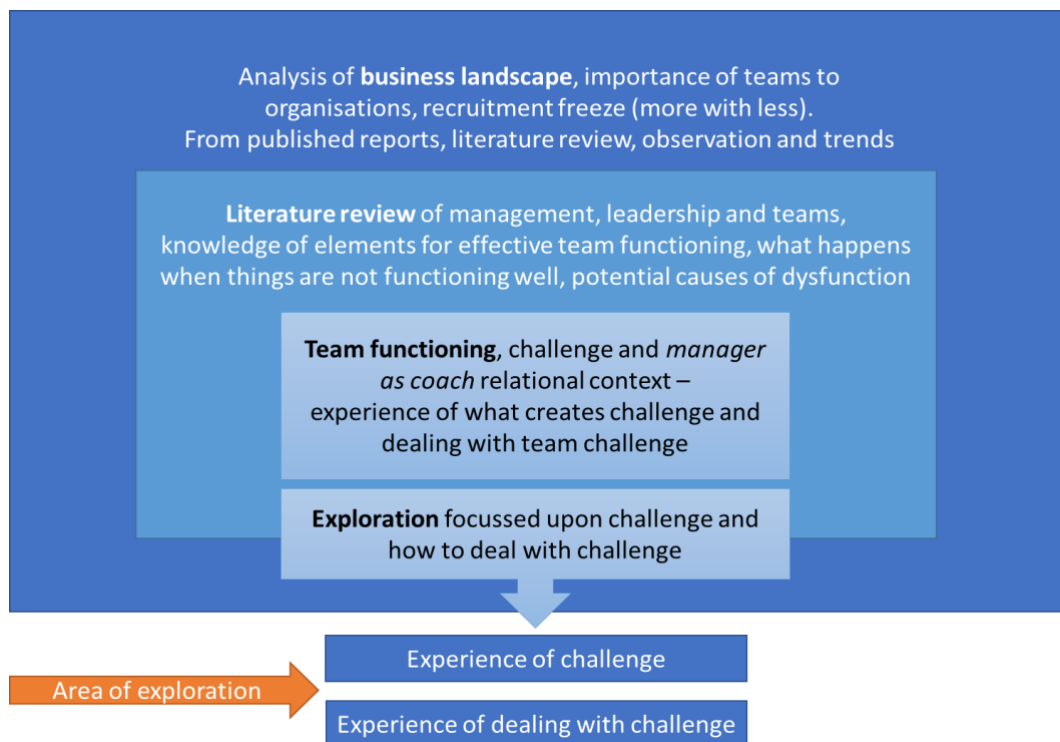 Analysis of business landscape, importance of teams to
organisations, recruitment freeze (more with less).
From published reports, literature review, observation and trends
Literature review of management, leadership and teams,
knowledge of elements for effective team functioning, what happens
when things are not functioning well, potential causes of dysfunction
Team functioning, challenge and manager
as coach relational context –
experience of what creates challenge and
dealing with team challenge
Exploration focussed upon challenge and
how to deal with challenge
Experience of challenge
Area of exploration
Experience of dealing with challenge